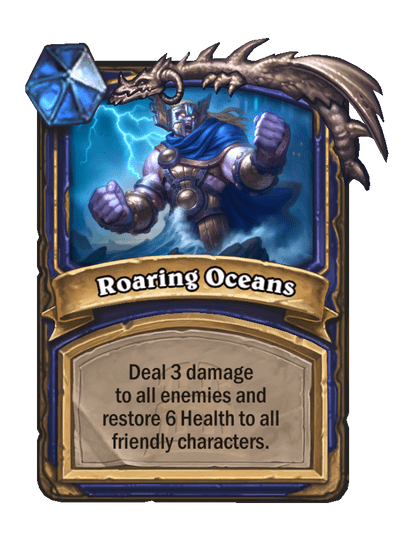 Roaring Oceans
Deal 3 damage
to all enemies and
restore 6 Health to all
friendly characters.